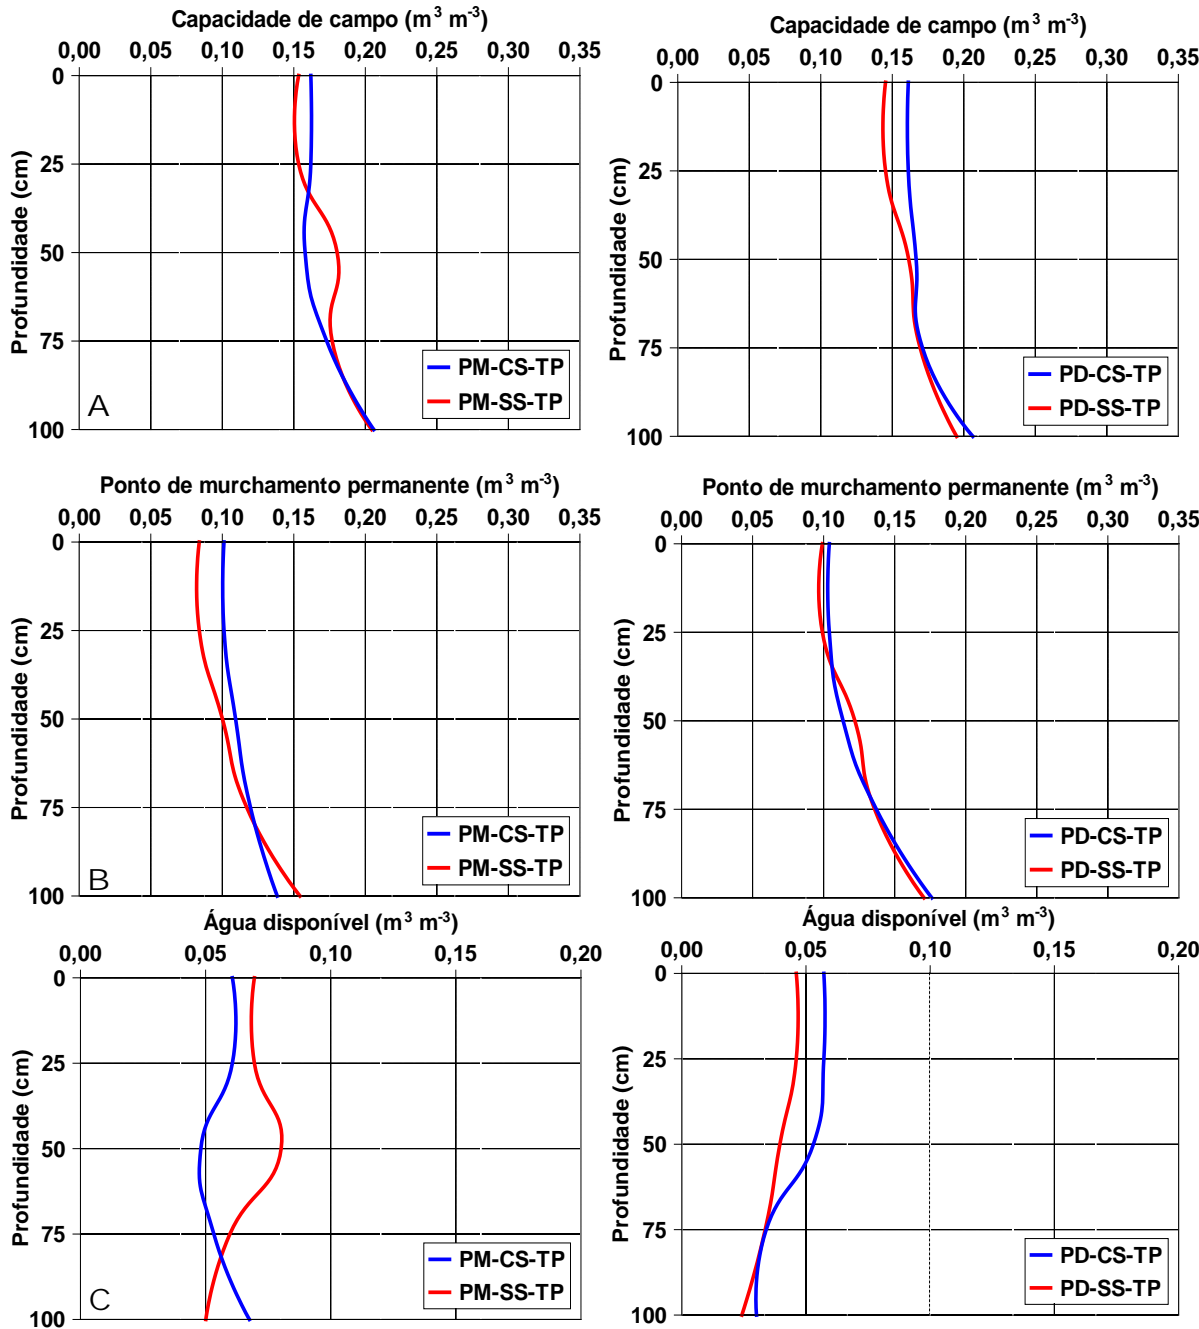 Capacidade de campo (m³ m⁻³)
0,00 0,05 0,10 0,15 0,20 0,25 0,30 0,35
0
25
50
75
100
Profundidade (cm)
PM-CS-TP
PM-SS-TP
A
Capacidade de campo (m³ m⁻³)
0,00 0,05 0,10 0,15 0,20 0,25 0,30 0,35
0
25
50
75
100
Profundidade (cm)
PD-CS-TP
PD-SS-TP
Ponto de murchamento permanente (m³ m⁻³)
0,00 0,05 0,10 0,15 0,20 0,25 0,30 0,35
0
25
50
75
100
Profundidade (cm)
PM-CS-TP
PM-SS-TP
B
Ponto de murchamento permanente (m³ m⁻³)
0,00 0,05 0,10 0,15 0,20 0,25 0,30 0,35
0
25
50
75
100
Profundidade (cm)
PD-CS-TP
PD-SS-TP
Água disponível (m³ m⁻³)
0,00 0,05 0,10 0,15 0,20
0
25
50
75
100
Profundidade (cm)
PM-CS-TP
PM-SS-TP
C
Água disponível (m³ m⁻³)
0,00 0,05 0,10 0,15 0,20
0
25
50
75
100
Profundidade (cm)
PD-CS-TP
PD-SS-TP